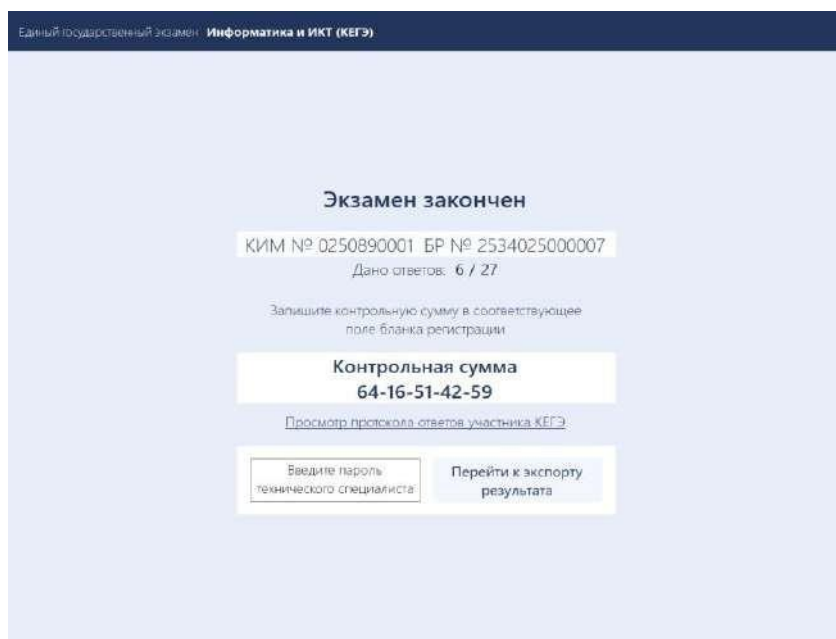 Единый государственный экзамен Информатика и ИКТ (КЕГЭ)
Экзамен закончен
КИМ № 0250890001 БР № 2534025000007
Дано ответов: 6 / 27
Запишите контрольную сумму в соответствующее
поле бланка регистрации
Контрольная сумма
64-16-51-42-59
Просмотр протокола ответов участника КЕГЭ
Введите пароль
технического специалиста
Перейти к экспорту
результата